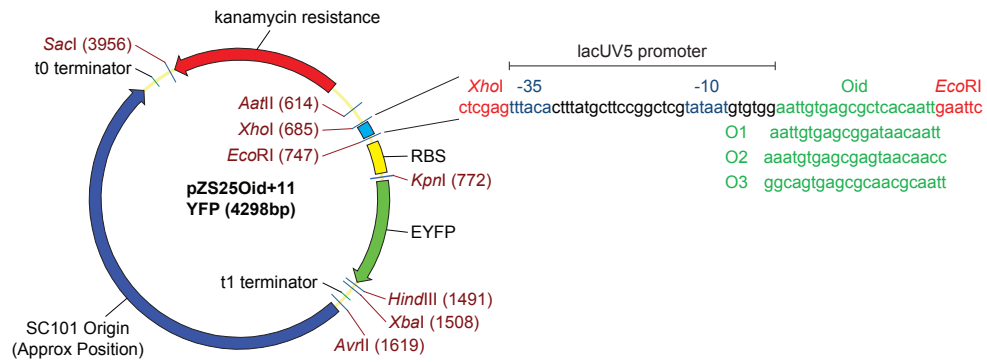 kanamycin resistance
SacI (3956)
t0 terminator
AatII (614)
XhoI (685)
EcoRI (747)
RBS
KpnI (772)
pZS25Oid+11
YFP (4298bp)
EYFP
t1 terminator
HindIII (1491)
XbaI (1508)
AvrII (1619)
SC101 Origin
(Approx Position)
lacUV5 promoter
XhoI -35 -10 Oid EcoRI
ctcgagtttacactttatgcttccggctcgtataatgtgtggaattgtgagcgctcacaattgaattc
O1 aattgtgagcggataacaatt
O2 aaatgtgagcgagtaacaacc
O3 ggcagtgagcgcaacgcaatt